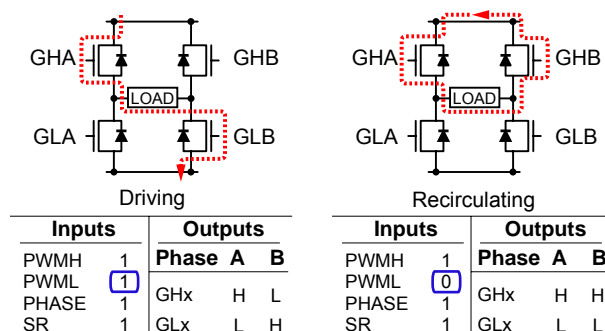 GHA GHB GHA GHB
LOAD LOAD
GLA GLB GLA GLB
Driving Recirculating
Inputs Outputs Inputs Outputs
PWMH 1 Phase A B PWMH 1 Phase A B
PWML 1 PWML 0
GHx H L GHx H H
PHASE 1 PHASE 1
SR 1 GLx L H SR 1 GLx L L